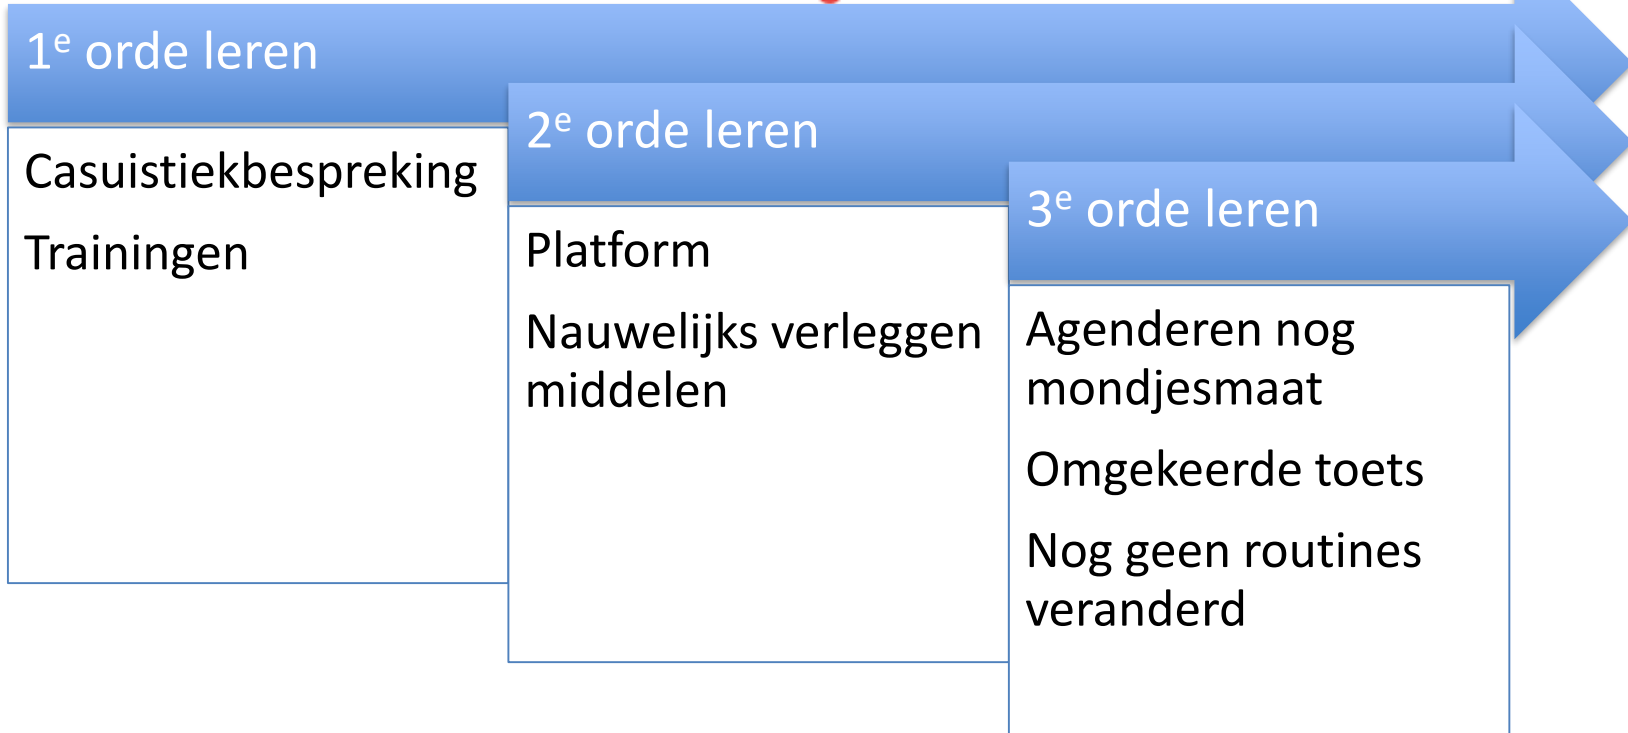 1e orde leren
Casuistiekbespreking
Trainingen
2e orde leren
Platform
Nauwelijks verleggen
middelen
3e orde leren
Agenderen nog
mondjesmaat
Omgekeerde toets
Nog geen routines
veranderd